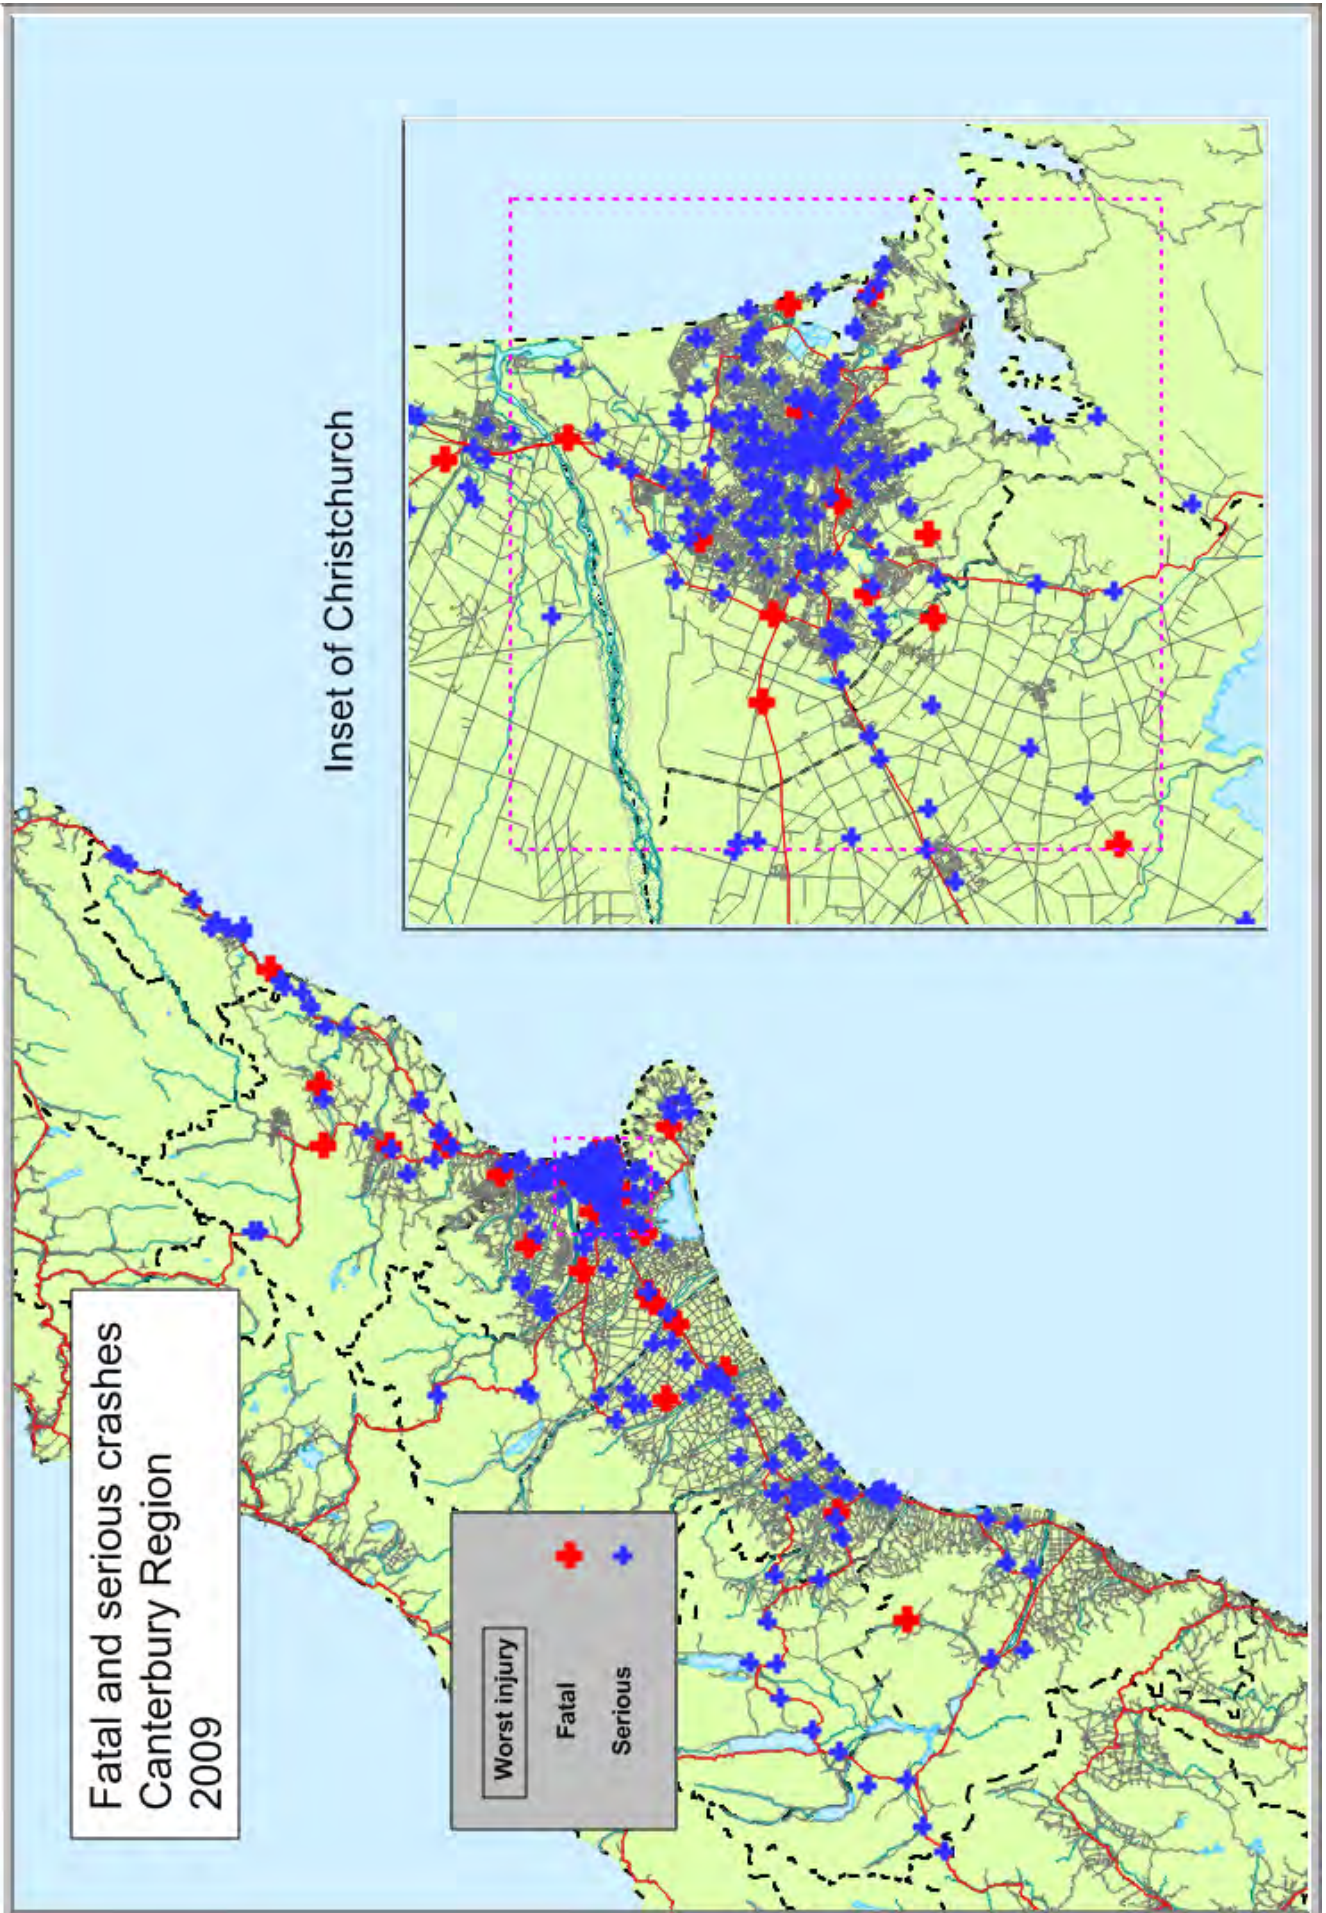 Fatal and serious crashes
Canterbury Region
2009
Inset of Christchurch
Worst injury
Fatal
Serious